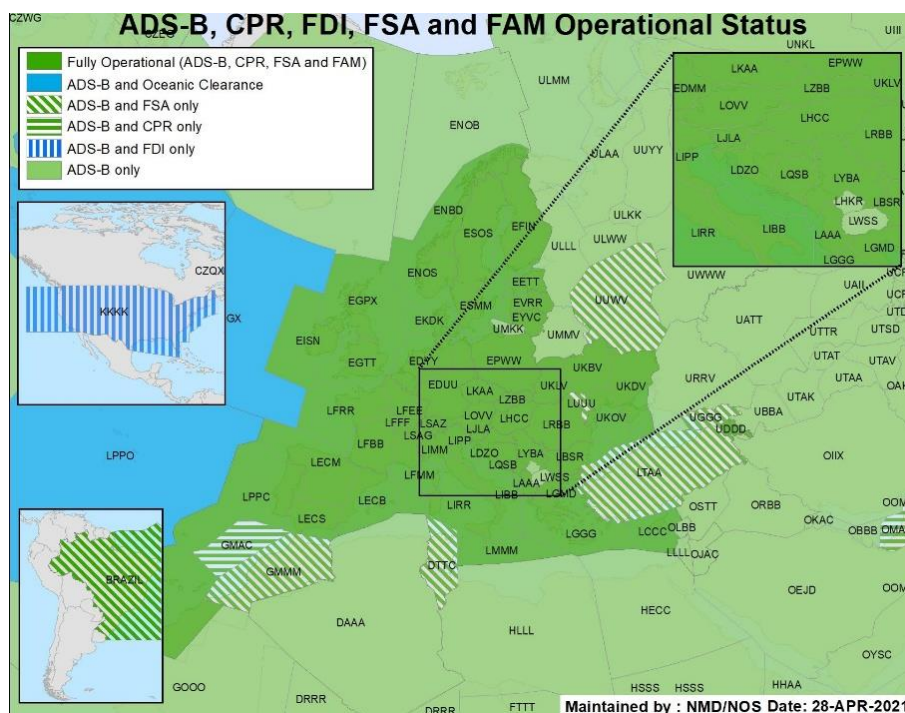 ADS-B, CPR, FDI, FSA and FAM Operational Status
CZWG
CZEG
UIII
Fully Operational (ADS-B, CPR, FSA and FAM)
ADS-B and Oceanic Clearance
ADS-B and FSA only
ADS-B and CPR only
ADS-B and FDI only
ADS-B only
UNKL
LKAA
EPWW
EDMM
LZBB
UKLV
LOVV
LHCC
LJLA
LRBB
LIPP
LDZO
LQSB
LYBA
LHKR
LBSR
LWSS
LIRR
LIBB
LAAA
LGMD
LGGG
ULMM
ENOB
ULAA
UUYY
ENBD
ESOS
EFIN
ULKK
ULLL
ULWW
ENOS
UWWW
EETT
UUWV
EGPX
ESMM
EVRR
EKDK
EYVC
UMKK
UMMV
UATT
UAII
UTTR
UTSD
EISN
EGTT
EDYY
EPWW
UKBV
UTAT
UTAV
UTAA
EDUU
LKAA
UKLV
UKDV
URRV
UTAK
LZBB
LUUU
UBBA
LFRR
LFEE
LFFF
LOVV
LHCC
LRBB
UKOV
UGGG
UDDD
LSAZ
LJLA
LSAG
LFBB
LIPP
LIMM
LDZO
LYBA
LBSR
OIIX
LPPO
LECM
LFMM
LQSB
LWSS
LTAA
LAAA
LPPC
LECB
LIBB
LGMD
OSTT
ORBB
LECS
LIRR
OKAC
LGGG
LCCC
OLBB
OBBB
GMAC
LMMM
LLLL
OJAC
GMMM
DTTC
OEJD
DAAA
HLLL
HECC
OYSC
GOOO
DRRR
DRRR
FTTT
HSSS
HSSS
HHAA
CZQX
KKKK
GX
BRAZIL
Maintained by : NMD/NOS Date: 28-APR-2021